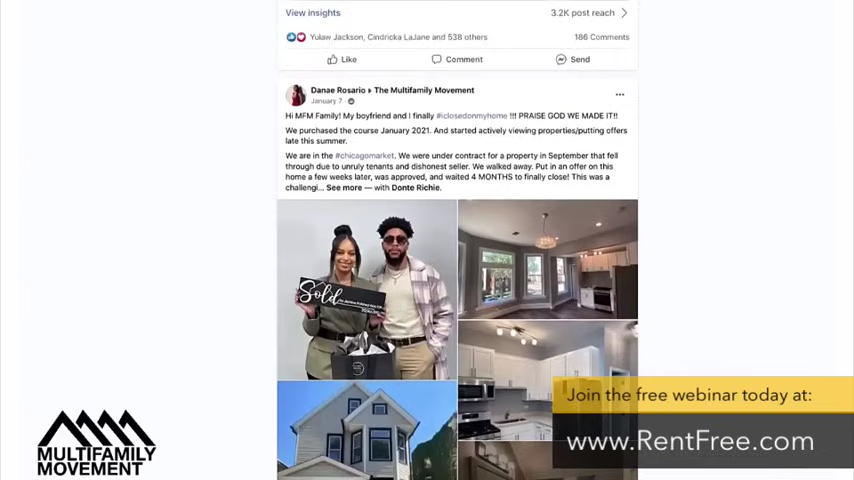 View insights
3.2K post reach
Yulaw Jackson, Cindricka LaJane and 538 others
186 Comments
Like
Comment
Send
Danae Rosario ▸ The Multifamily Movement
January 7
Hi MFM Family! My boyfriend and I finally #iclosedonmyhome !!! PRAISE GOD WE MADE IT!!
We purchased the course January 2021. And started actively viewing properties/putting offers
late this summer.
We are in the #chicagomarket. We were under contract for a property in September that fell
through due to unruly tenants and dishonest seller. We walked away. Put in an offer on this
home a few weeks later, was approved, and waited 4 MONTHS to finally close! This was a
challengi... See more — with Donte Richie.
Sold
Join the free webinar today at:
www.RentFree.com
MULTIFAMILY
MOVEMENT